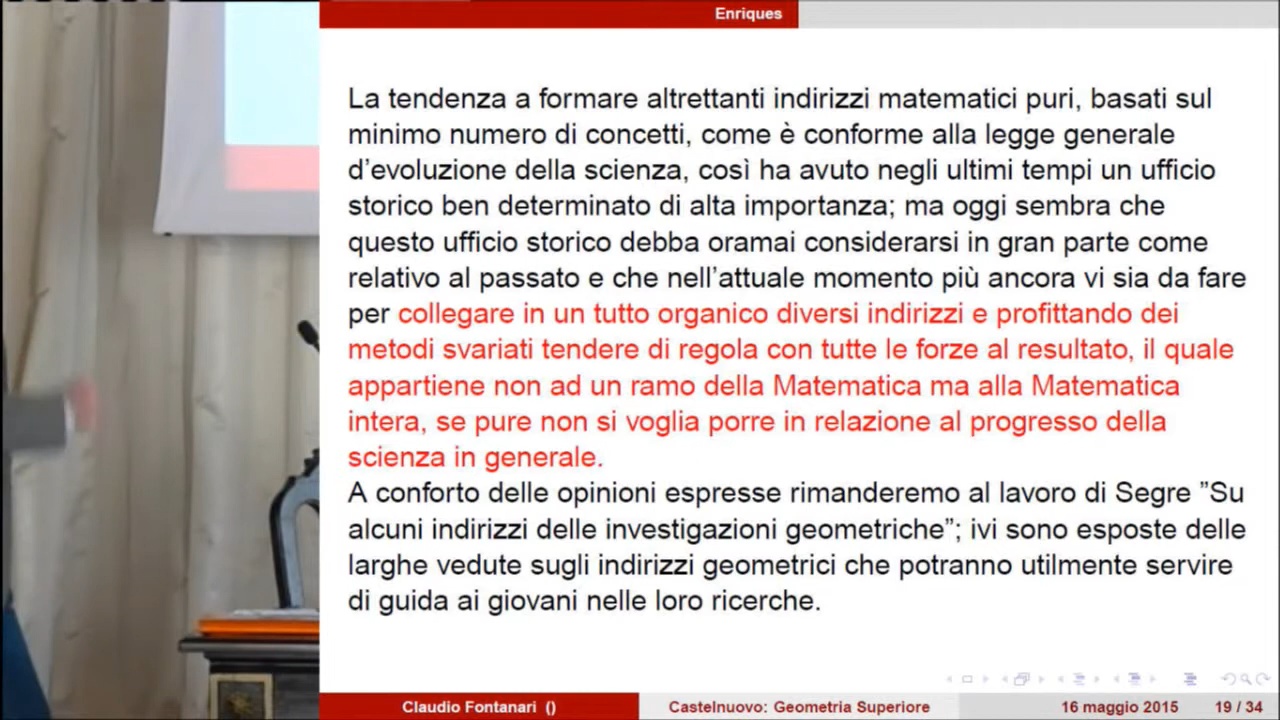 Enriques
La tendenza a formare altrettanti indirizzi matematici puri, basati sul
minimo numero di concetti, come è conforme alla legge generale
d'evoluzione della scienza, così ha avuto negli ultimi tempi un ufficio
storico ben determinato di alta importanza; ma oggi sembra che
questo ufficio storico debba oramai considerarsi in gran parte come
relativo al passato e che nell'attuale momento più ancora vi sia da fare
per collegare in un tutto organico diversi indirizzi e profittando dei
metodi svariati tendere di regola con tutte le forze al resultato, il quale
appartiene non ad un ramo della Matematica ma alla Matematica
intera, se pure non si voglia porre in relazione al progresso della
scienza in generale.
A conforto delle opinioni espresse rimanderemo al lavoro di Segre ”Su
alcuni indirizzi delle investigazioni geometriche”; ivi sono esposte delle
larghe vedute sugli indirizzi geometrici che potranno utilmente servire
di guida ai giovani nelle loro ricerche.
Claudio Fontanari () Castelnuovo: Geometria Superiore 16 maggio 2015 19 / 34